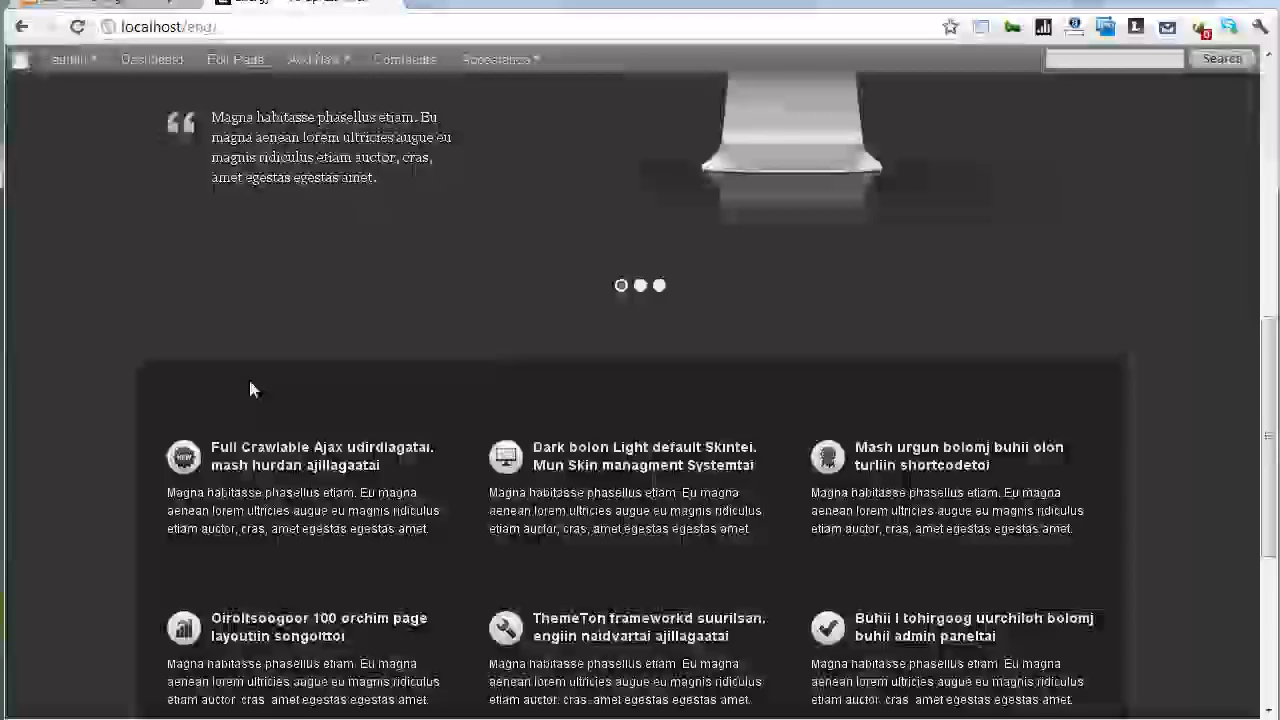 localhost/eng/
admin Dashboard Edit Page Add New Comments Appearance Search
Magna habitasse phasellus etiam. Eu
magna aenean lorem ultricies augue eu
magnis ridiculus etiam auctor, cras,
amet egestas egestas amet.
Full Crawlable Ajax udirdlagatai,
mash hurdan ajillagaatai
Magna habitasse phasellus etiam. Eu magna
aenean lorem ultricies augue eu magnis ridiculus
etiam auctor, cras, amet egestas egestas amet.
Dark bolon Light default Skintei,
Mun Skin managment Systemtai
Magna habitasse phasellus etiam. Eu magna
aenean lorem ultricies augue eu magnis ridiculus
etiam auctor, cras, amet egestas egestas amet.
Mash urgun bolomj buhii olon
turliin shortcodetoi
Magna habitasse phasellus etiam. Eu magna
aenean lorem ultricies augue eu magnis ridiculus
etiam auctor, cras, amet egestas egestas amet.
Oiroltsoogoor 100 orchim page
layoutiin songolttoi
Magna habitasse phasellus etiam. Eu magna
aenean lorem ultricies augue eu magnis ridiculus
etiam auctor, cras, amet egestas egestas amet.
ThemeTon frameworkd suurilsan,
engiin naidvartai ajillagaatai
Magna habitasse phasellus etiam. Eu magna
aenean lorem ultricies augue eu magnis ridiculus
etiam auctor, cras, amet egestas egestas amet.
Buhii l tohirgoog uurchiloh bolomj
buhii admin paneltai
Magna habitasse phasellus etiam. Eu magna
aenean lorem ultricies augue eu magnis ridiculus
etiam auctor, cras, amet egestas egestas amet.
NEW